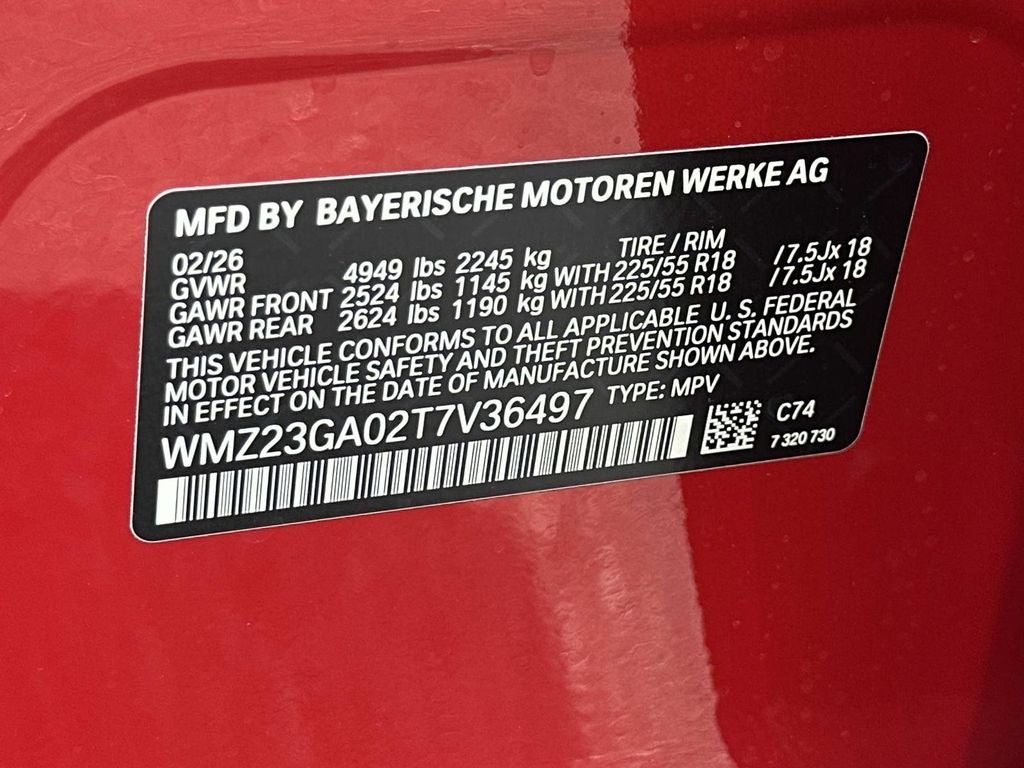 MFD BY BAYERISCHE MOTOREN WERKE AG
02/26 TIRE / RIM
GVWR 4949 lbs 2245 kg
GAWR FRONT 2524 lbs 1145 kg WITH 225/55 R18 /7.5Jx 18
GAWR REAR 2624 lbs 1190 kg WITH 225/55 R18 /7.5Jx 18
THIS VEHICLE CONFORMS TO ALL APPLICABLE U. S. FEDERAL
MOTOR VEHICLE SAFETY AND THEFT PREVENTION STANDARDS
IN EFFECT ON THE DATE OF MANUFACTURE SHOWN ABOVE.
WMZ23GA02T7V36497 TYPE: MPV
C74
7 320 730